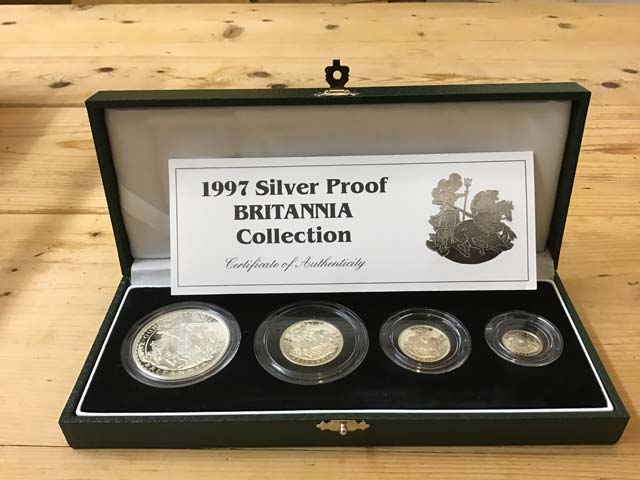 1997 Silver Proof
BRITANNIA
Collection
Certificate of Authenticity